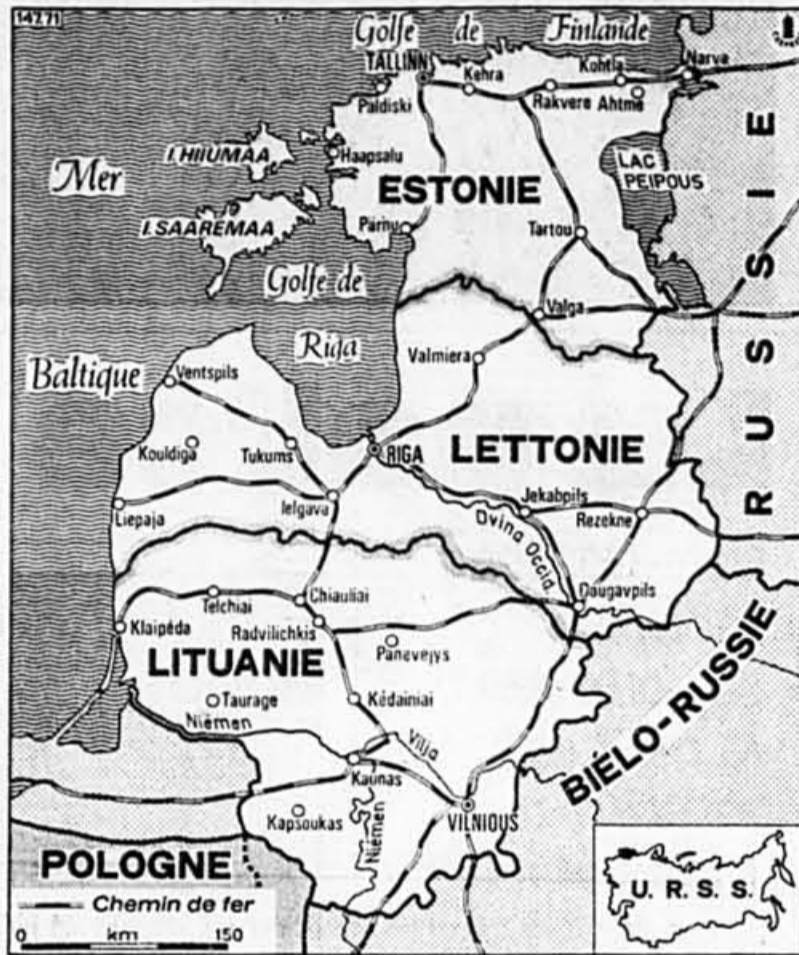 14271
Golfe de Finlande
TALLINN
Kehra
Kohtla
Narva
Paldiski
Rakvere
Ahtme
I. HIIUMAA
Haapsalu
Mer
ESTONIE
LAC
PEIPOUS
RUSSIE
I. SAAREMAA
Pärnu
Tartou
Golfe de
Riga
Valga
Baltique
Ventspils
Valmiera
Kouldiga
Tukums
RIGA
LETTONIE
Liepaja
Ielgava
Jekabpils
Rezekne
Dvina Occid.
Telchiai
Chiauliai
Daugavpils
Klaipéda
Radvilichkis
LITUANIE
Panevejys
BIÉLO-RUSSIE
Taurage
Kédainiai
Niémen
Vilja
Kaunas
Kapsoukas
Niémen
VILNIOUS
POLOGNE
U. R. S. S.
Chemin de fer
0 km 150